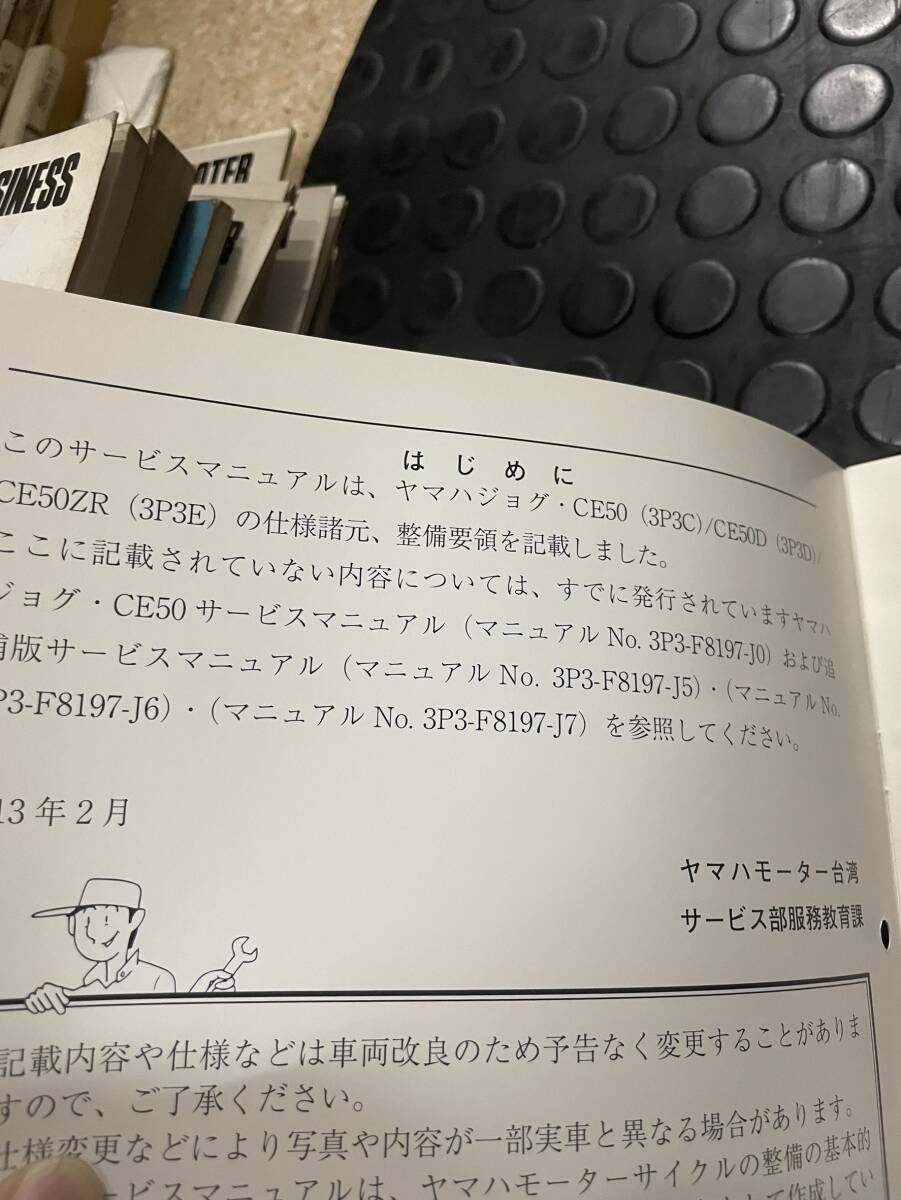 SINESS
はじめに
このサービスマニュアルは、ヤマハジョグ・CE50（3P3C）/CE50D（3P3D）/
CE50ZR（3P3E）の仕様諸元、整備要領を記載しました。
ここに記載されていない内容については、すでに発行されていますヤマハ
ジョグ・CE50 サービスマニュアル（マニュアル No. 3P3-F8197-J0）および追
版サービスマニュアル（マニュアル No. 3P3-F8197-J5）・（マニュアル No.
P3-F8197-J6）・（マニュアル No. 3P3-F8197-J7）を参照してください。
13 年 2 月
ヤマハモーター台湾
サービス部服務教育課
記載内容や仕様などは車両改良のため予告なく変更することがありま
すので、ご了承ください。
仕様変更などにより写真や内容が一部実車と異なる場合があります。
ービスマニュアルは、ヤマハモーターサイクルの整備の基本的
て作成してい